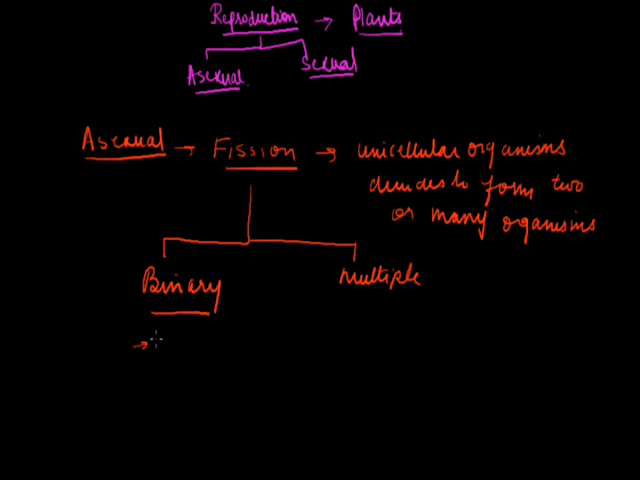 Reproduction → Plants
Asexual Sexual
Asexual → Fission → unicellular organisms
divides to form two
or many organisms
Binary multiple
→